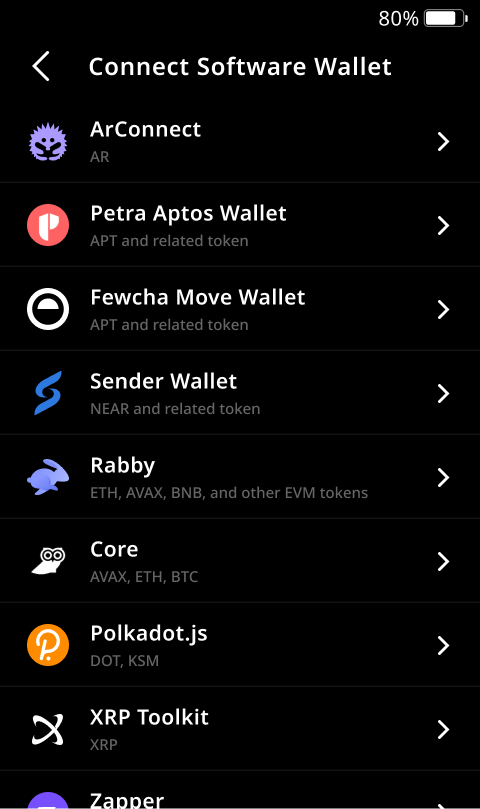 80%
Connect Software Wallet
ArConnect
AR
Petra Aptos Wallet
APT and related token
Fewcha Move Wallet
APT and related token
Sender Wallet
NEAR and related token
Rabby
ETH, AVAX, BNB, and other EVM tokens
Core
AVAX, ETH, BTC
Polkadot.js
DOT, KSM
XRP Toolkit
XRP
Zapper